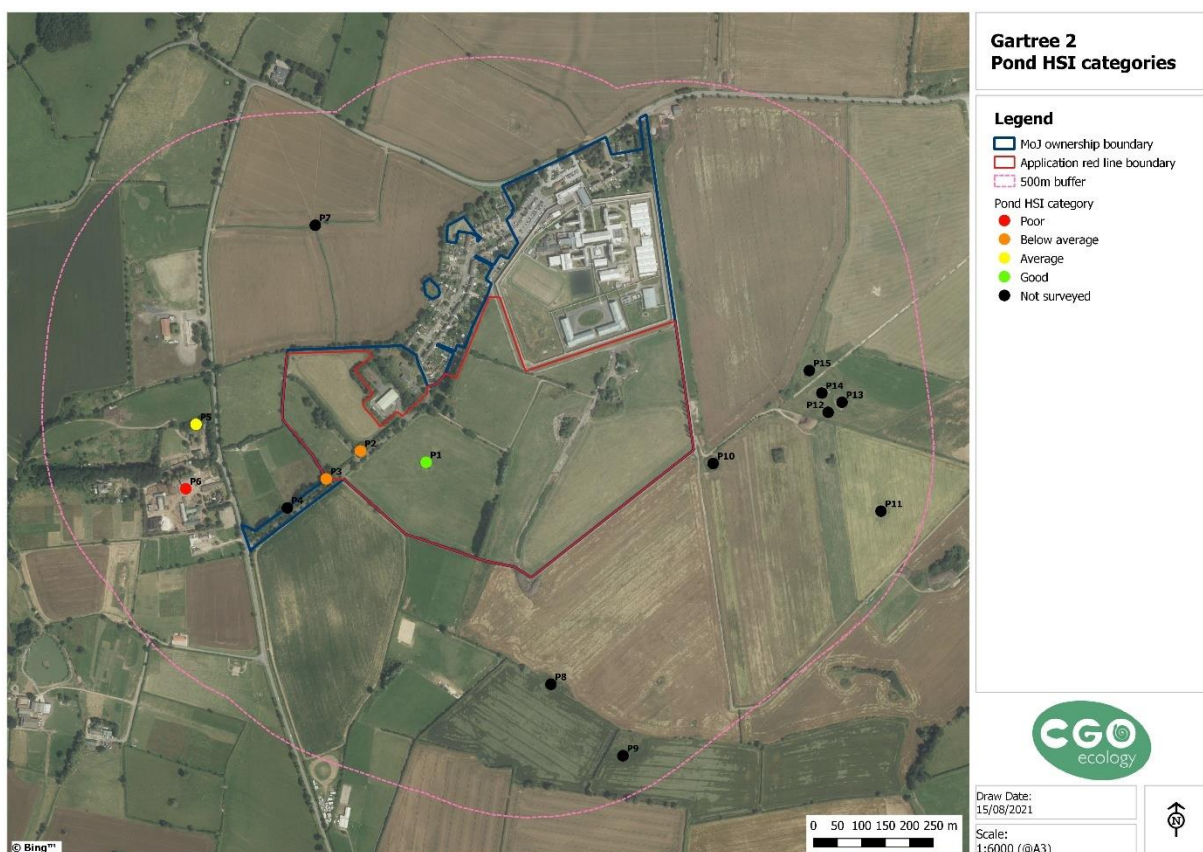 Gartree 2
Pond HSI categories
Legend
MoJ ownership boundary
Application red line boundary
500m buffer
Pond HSI category
Poor
Below average
Average
Good
Not surveyed
P7
P15
P14
P13
P12
P5
P2
P1
P10
P3
P6
P4
P11
P8
P9
CGO
ecology
Draw Date:
15/08/2021
Scale:
1:6000 (@A3)
N
0 50 100 150 200 250 m
© Bing™